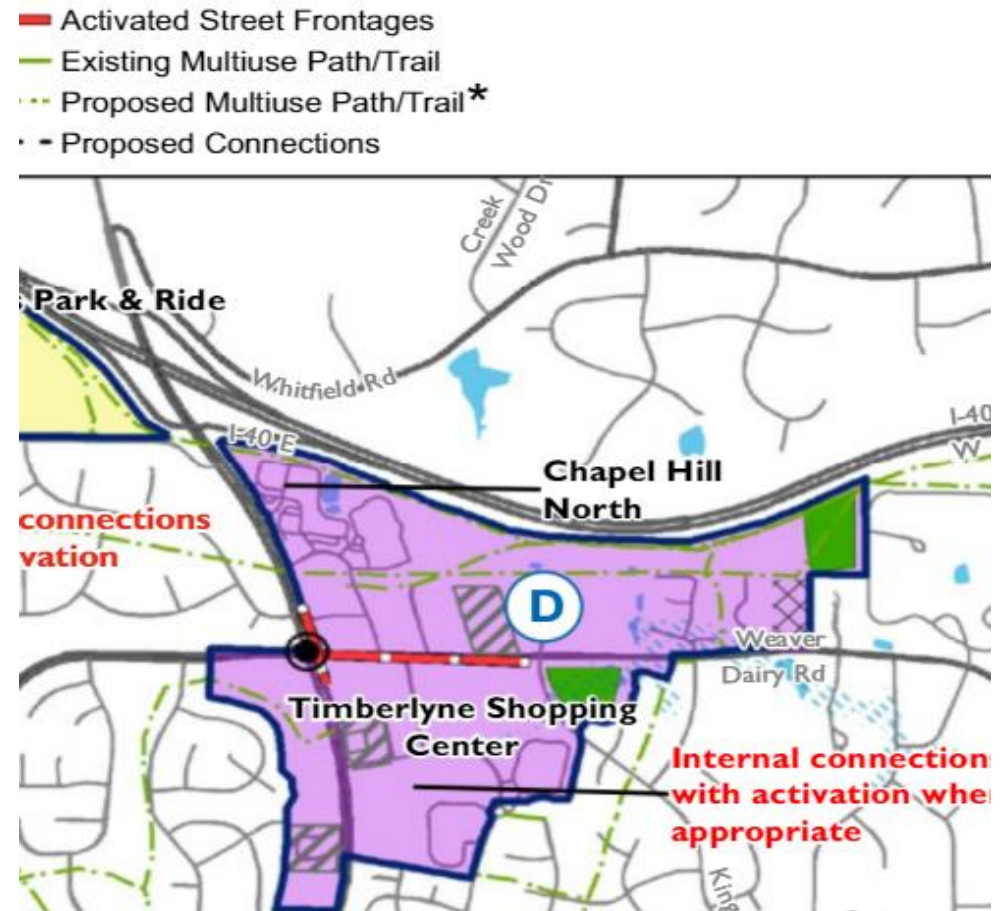 Activated Street Frontages
Existing Multiuse Path/Trail
Proposed Multiuse Path/Trail*
Proposed Connections
Creek
Wood Dr
Park & Ride
Whitfield Rd
I-40 E
I-40
W
Chapel Hill
North
connections
vation
D
Weaver
Dairy Rd
Timberlyne Shopping
Center
Internal connection
with activation whe
appropriate
King